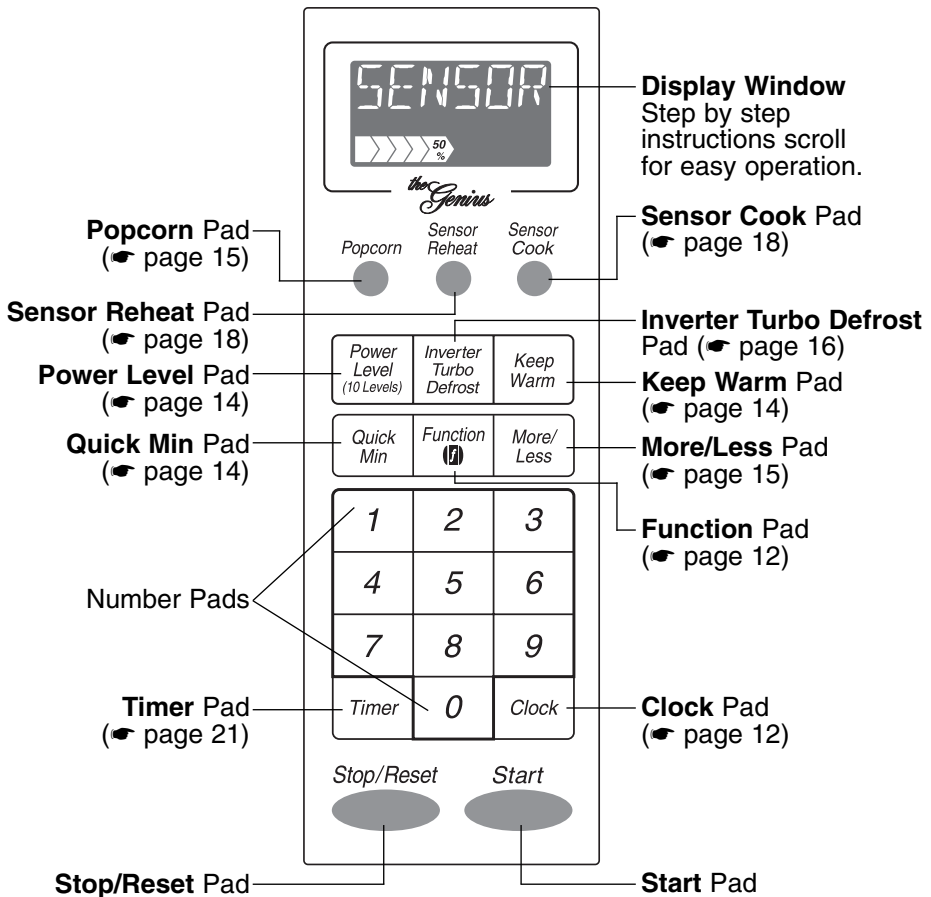 SENSOR
50
%
the Genius
Popcorn
Sensor
Reheat
Sensor
Cook
Power
Level
(10 Levels)
Inverter
Turbo
Defrost
Keep
Warm
Quick
Min
Function
f
More/
Less
1
2
3
4
5
6
7
8
9
Timer
0
Clock
Stop/Reset
Start
Popcorn Pad
(☛ page 15)
Sensor Reheat Pad
(☛ page 18)
Power Level Pad
(☛ page 14)
Quick Min Pad
(☛ page 14)
Number Pads
Timer Pad
(☛ page 21)
Stop/Reset Pad
Display Window
Step by step
instructions scroll
for easy operation.
Sensor Cook Pad
(☛ page 18)
Inverter Turbo Defrost
Pad (☛ page 16)
Keep Warm Pad
(☛ page 14)
More/Less Pad
(☛ page 15)
Function Pad
(☛ page 12)
Clock Pad
(☛ page 12)
Start Pad